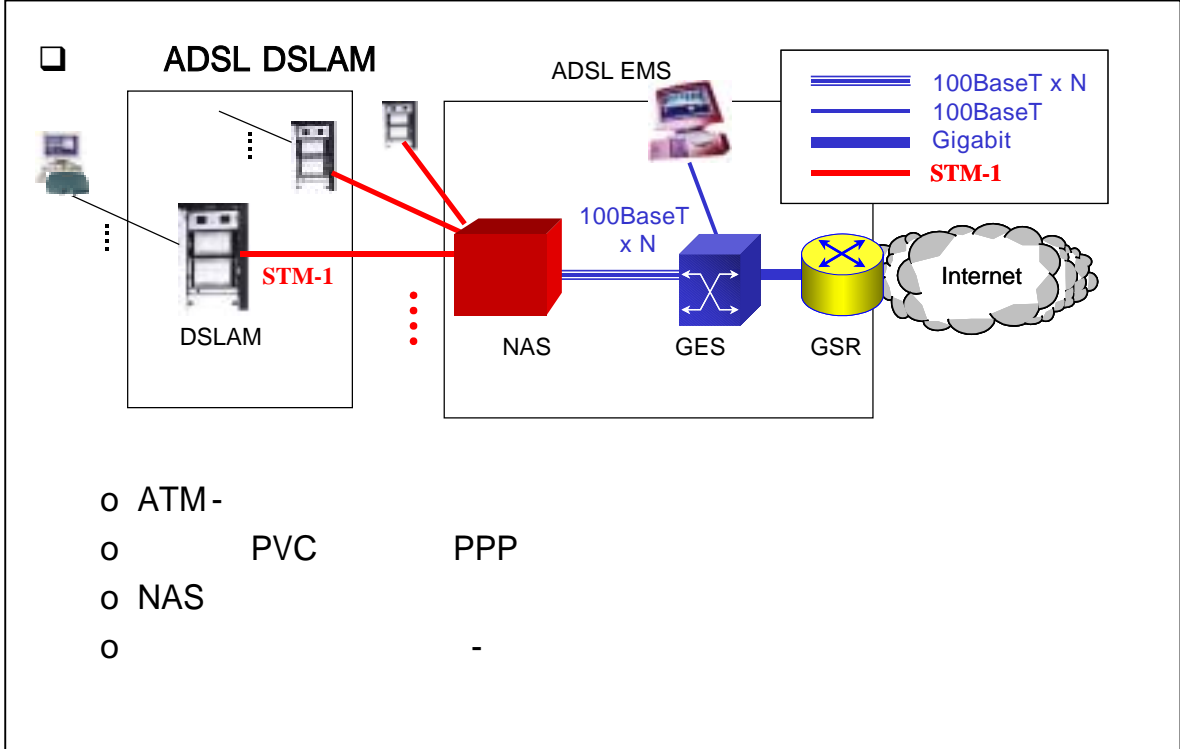 ❑ ADSL DSLAM
ADSL EMS
100BaseT x N
100BaseT
Gigabit
STM-1
100BaseT
x N
STM-1
Internet
DSLAM
NAS
GES
GSR
o ATM -
o PVC PPP
o NAS
o -